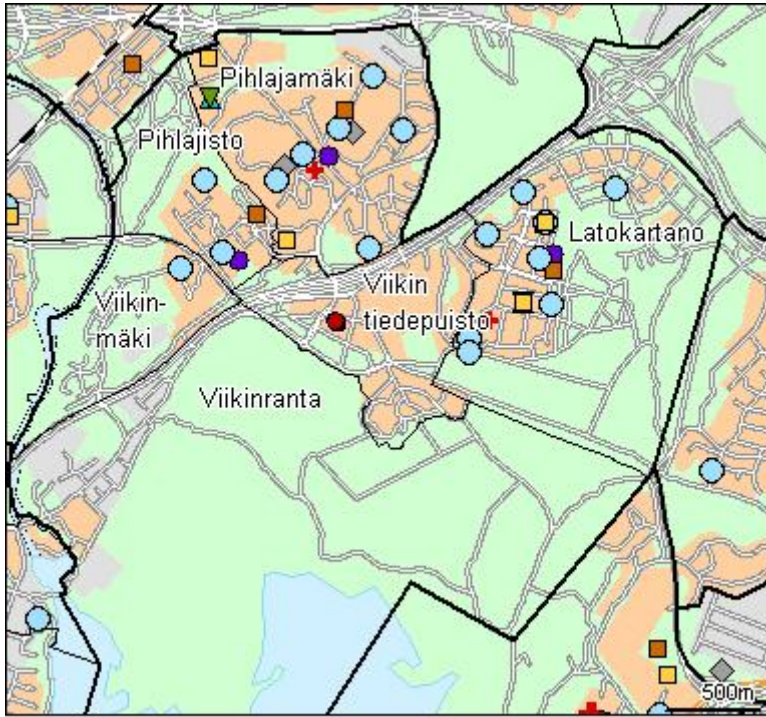 Pihlajamäki
Pihlajisto
Latokartano
Viikin
tiedepuisto
Viikin-
mäki
Viikinranta
500m